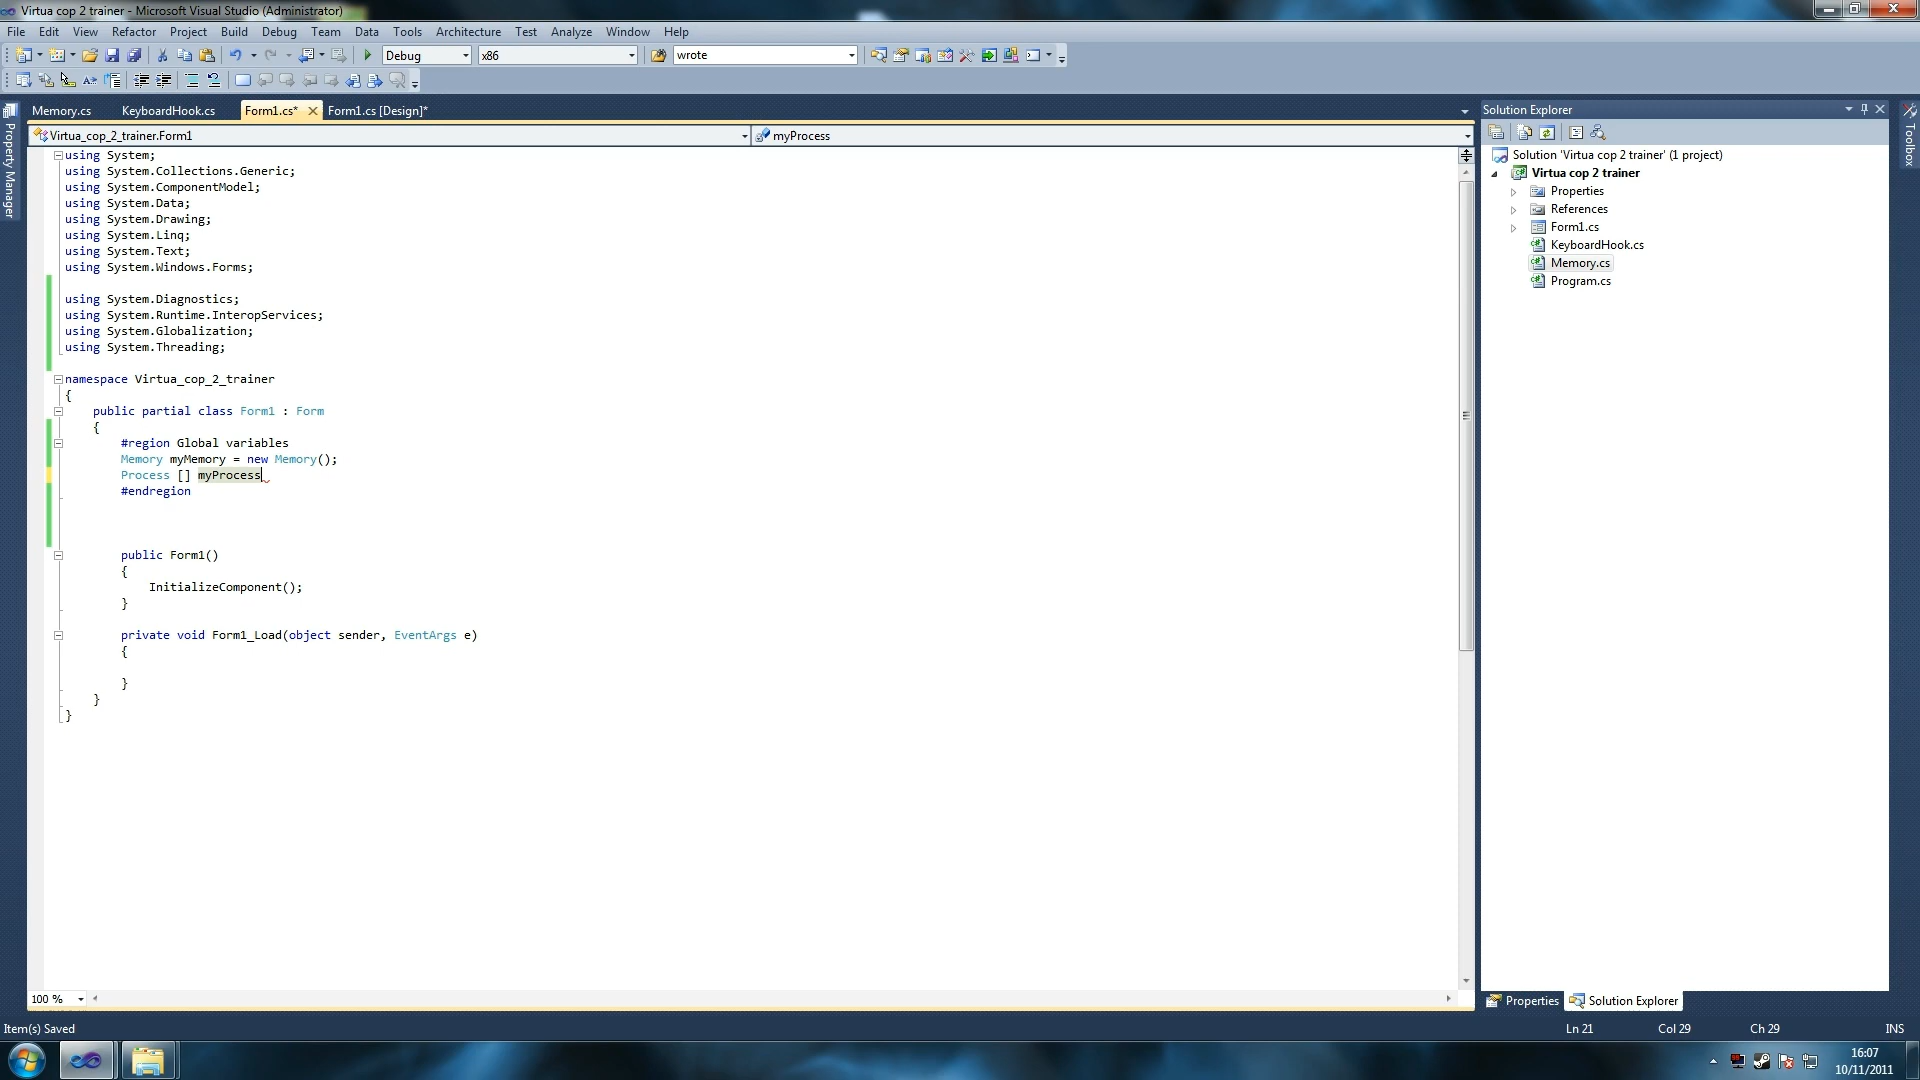 Virtua cop 2 trainer - Microsoft Visual Studio (Administrator)
File Edit View Refactor Project Build Debug Team Data Tools Architecture Test Analyze Window Help
Debug x86 wrote
Memory.cs KeyboardHook.cs Form1.cs* Form1.cs [Design]*
Virtua_cop_2_trainer.Form1 myProcess
Property Manager
using System;
using System.Collections.Generic;
using System.ComponentModel;
using System.Data;
using System.Drawing;
using System.Linq;
using System.Text;
using System.Windows.Forms;
using System.Diagnostics;
using System.Runtime.InteropServices;
using System.Globalization;
using System.Threading;
namespace Virtua_cop_2_trainer
{
public partial class Form1 : Form
{
#region Global variables
Memory myMemory = new Memory();
Process [] myProcess
#endregion
public Form1()
{
InitializeComponent();
}
private void Form1_Load(object sender, EventArgs e)
{
}
}
}
100 %
Solution Explorer
Toolbox
Solution 'Virtua cop 2 trainer' (1 project)
Virtua cop 2 trainer
Properties
References
Form1.cs
KeyboardHook.cs
Memory.cs
Program.cs
Properties Solution Explorer
Item(s) Saved Ln 21 Col 29 Ch 29 INS
16:07
10/11/2011